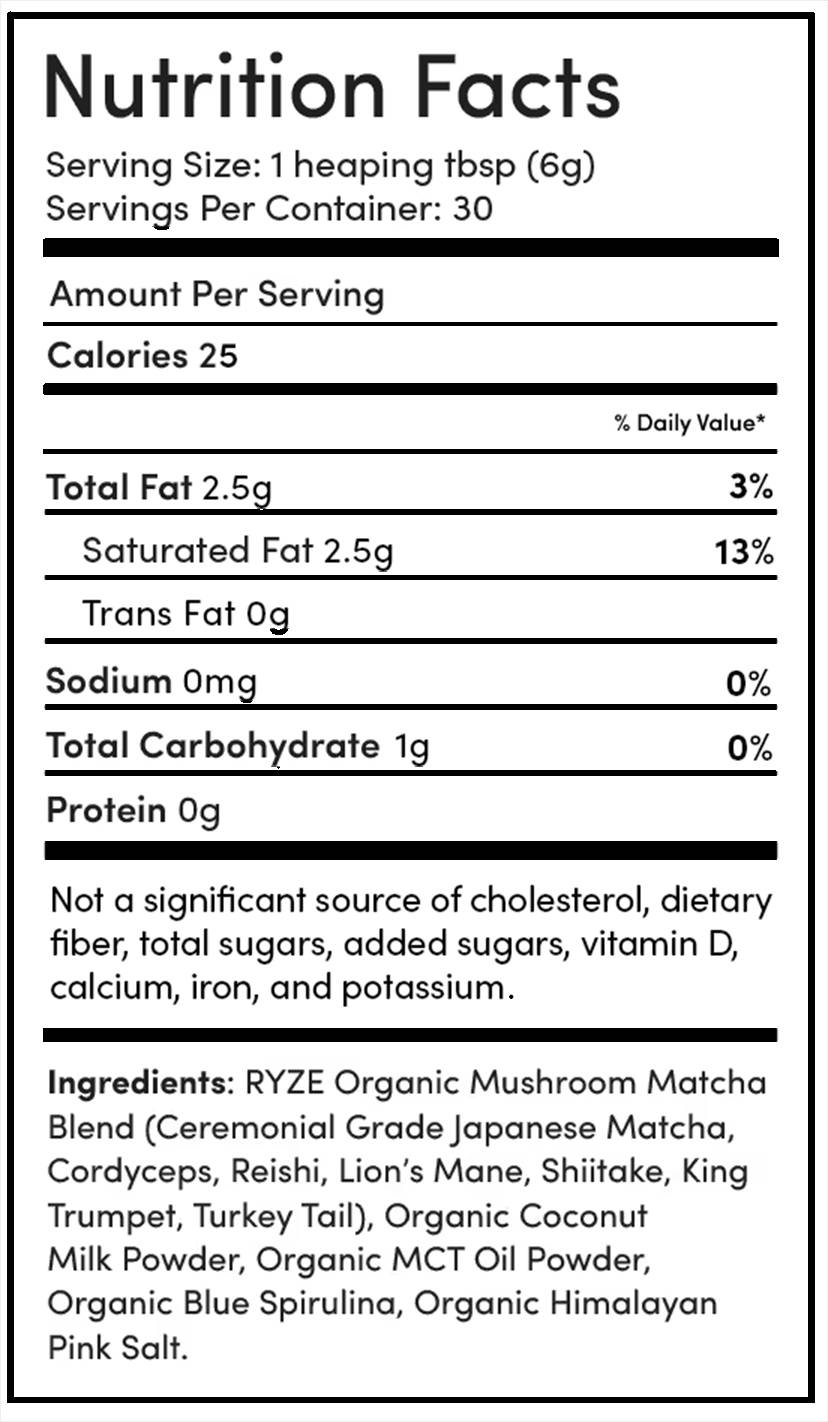 Nutrition Facts
Serving Size: 1 heaping tbsp (6g)
Servings Per Container: 30
Amount Per Serving
Calories 25
% Daily Value*
Total Fat 2.5g 3%
Saturated Fat 2.5g 13%
Trans Fat 0g
Sodium 0mg 0%
Total Carbohydrate 1g 0%
Protein 0g
Not a significant source of cholesterol, dietary
fiber, total sugars, added sugars, vitamin D,
calcium, iron, and potassium.
Ingredients: RYZE Organic Mushroom Matcha
Blend (Ceremonial Grade Japanese Matcha,
Cordyceps, Reishi, Lion’s Mane, Shiitake, King
Trumpet, Turkey Tail), Organic Coconut
Milk Powder, Organic MCT Oil Powder,
Organic Blue Spirulina, Organic Himalayan
Pink Salt.